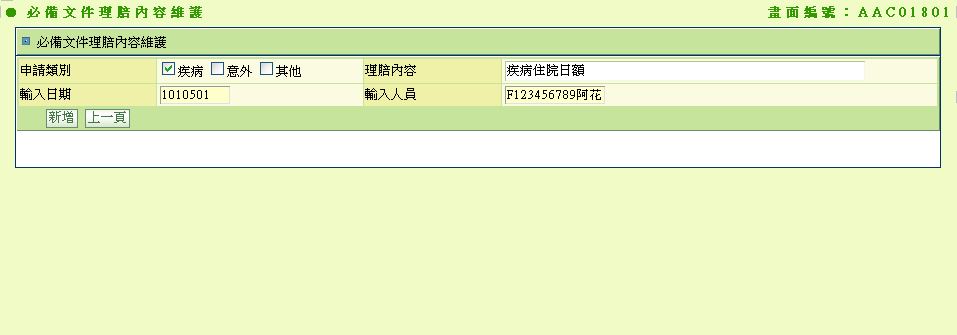 ● 必備文件理賠內容維護 畫面編號：AAC01801
必備文件理賠內容維護
申請類別 疾病 意外 其他 理賠內容 疾病住院日額
輸入日期 1010501 輸入人員 F123456789阿花
新增 上一頁